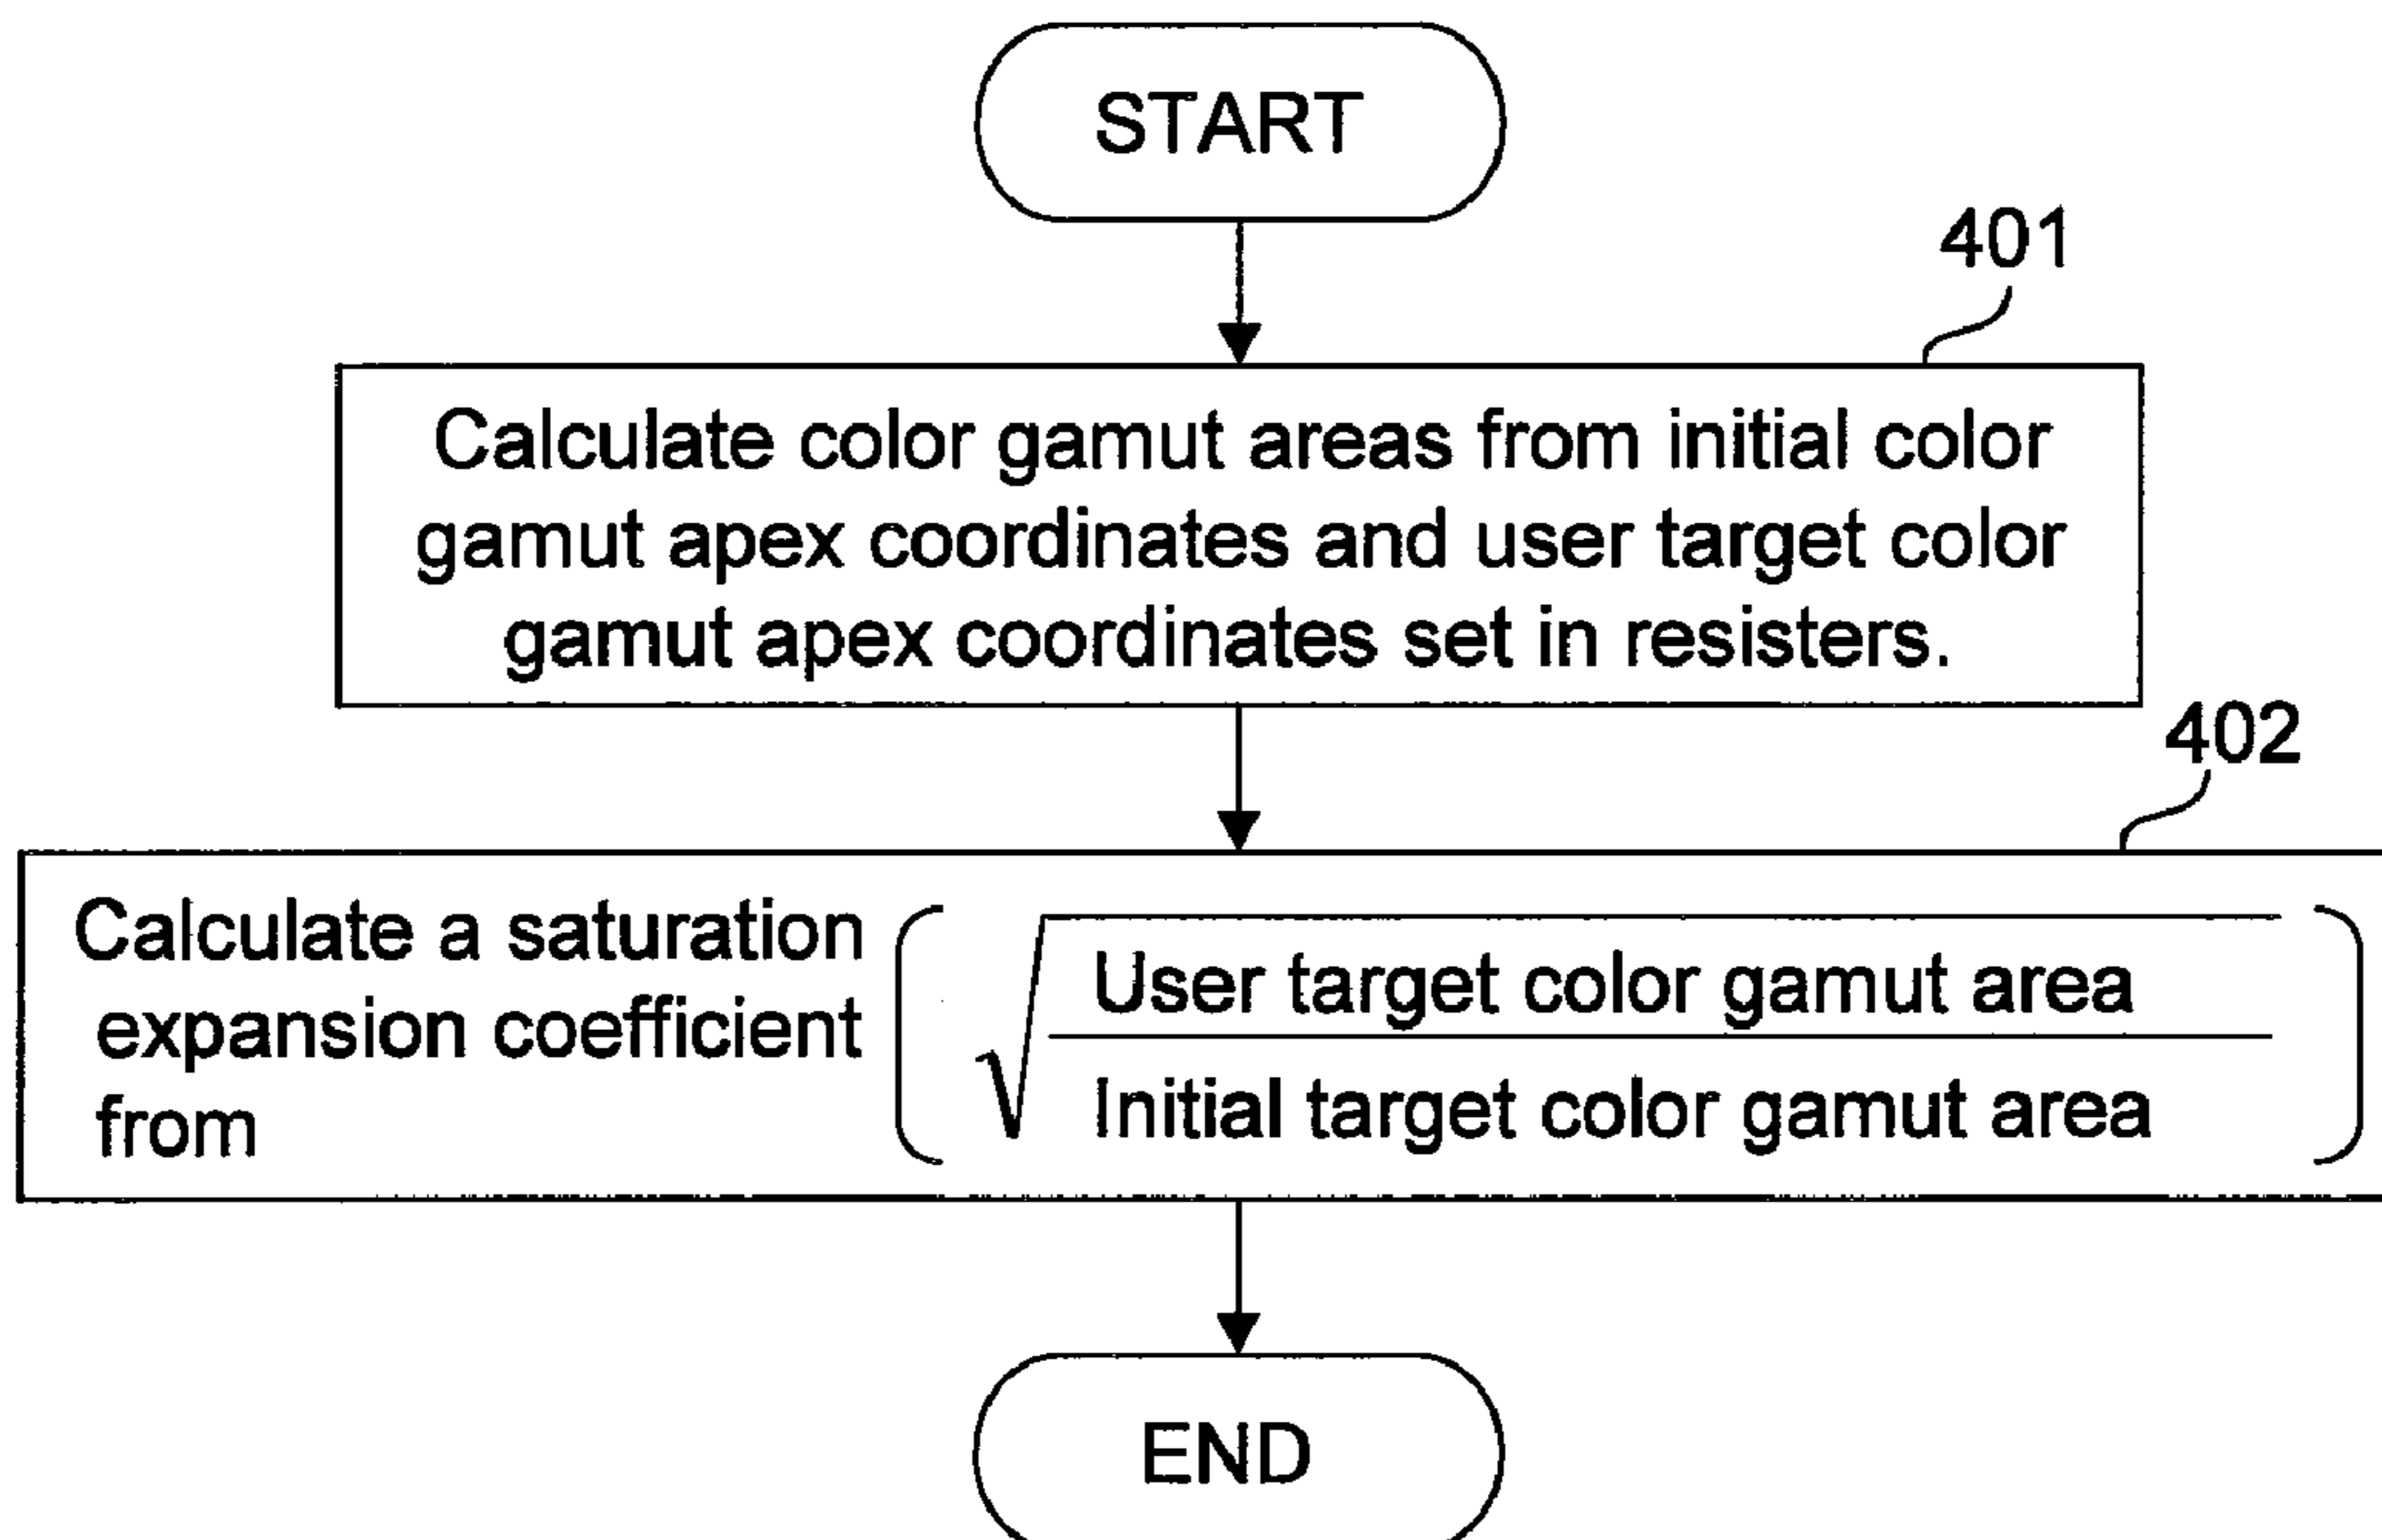 START
401
Calculate color gamut areas from initial color
gamut apex coordinates and user target color
gamut apex coordinates set in resisters.
402
Calculate a saturation
expansion coefficient
from
√
User target color gamut area
Initial target color gamut area
END